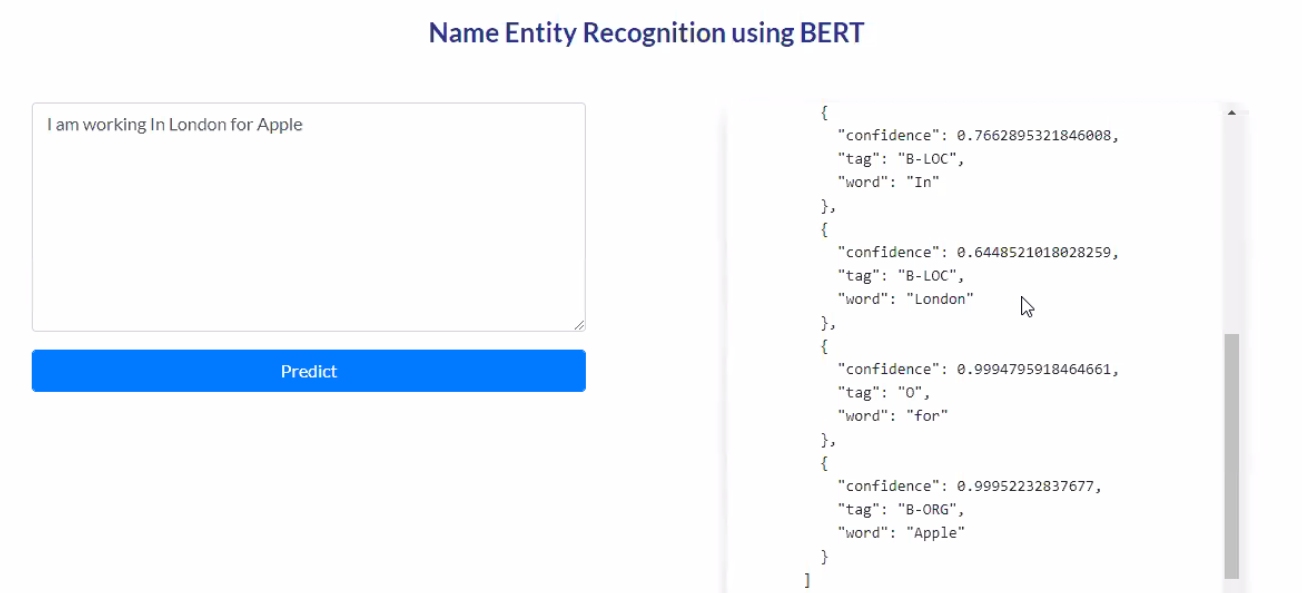 Name Entity Recognition using BERT
I am working In London for Apple
Predict
{
"confidence": 0.7662895321846008,
"tag": "B-LOC",
"word": "In"
},
{
"confidence": 0.6448521018028259,
"tag": "B-LOC",
"word": "London"
},
{
"confidence": 0.9994795918464661,
"tag": "O",
"word": "for"
},
{
"confidence": 0.99952232837677,
"tag": "B-ORG",
"word": "Apple"
}
]